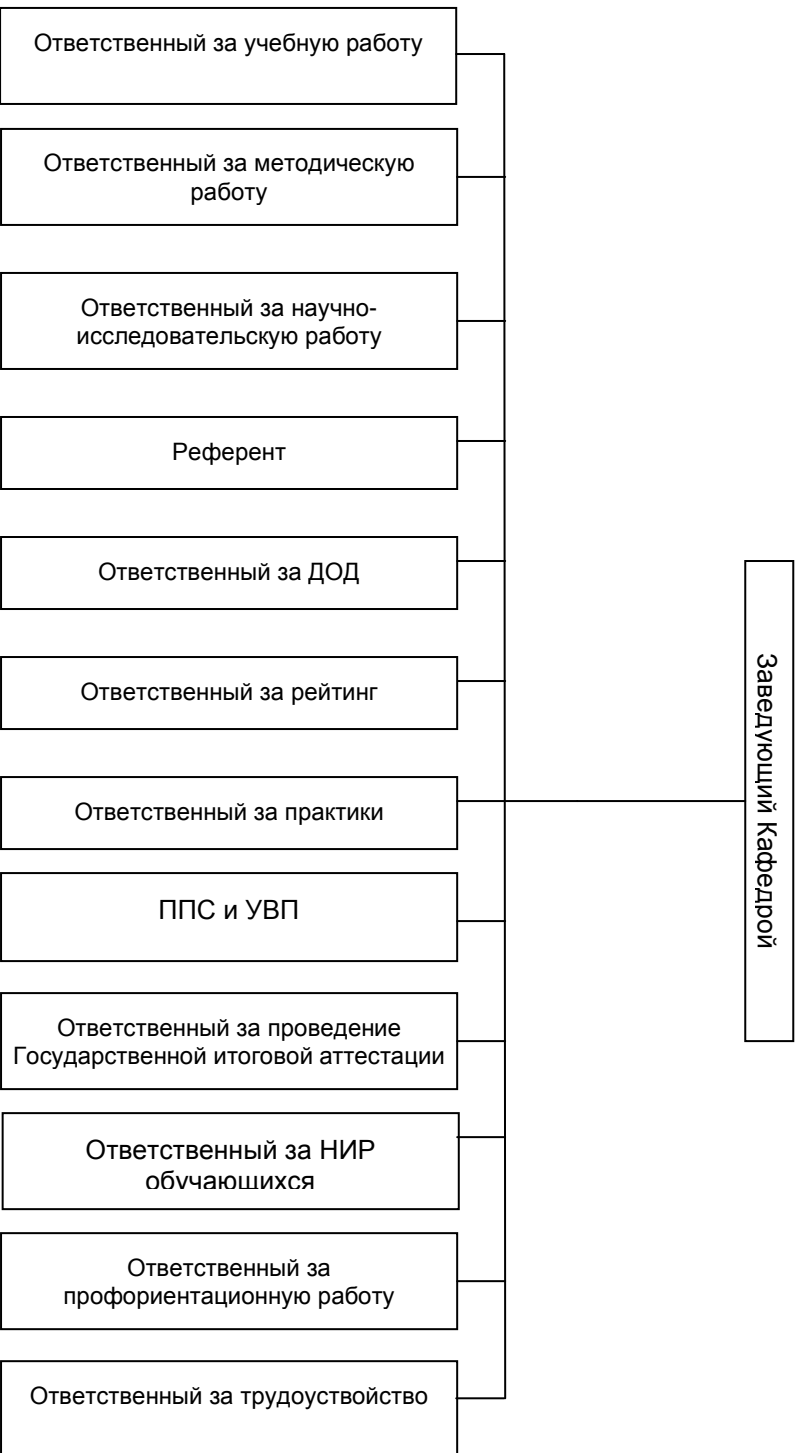 Ответственный за учебную работу
Ответственный за методическую
работу
Ответственный за научно-
исследовательскую работу
Референт
Ответственный за ДОД
Ответственный за рейтинг
Ответственный за практики
ППС и УВП
Ответственный за проведение
Государственной итоговой аттестации
Ответственный за НИР
обучающихся
Ответственный за
профориентационную работу
Ответственный за трудоуствойство
Заведующий Кафедрой